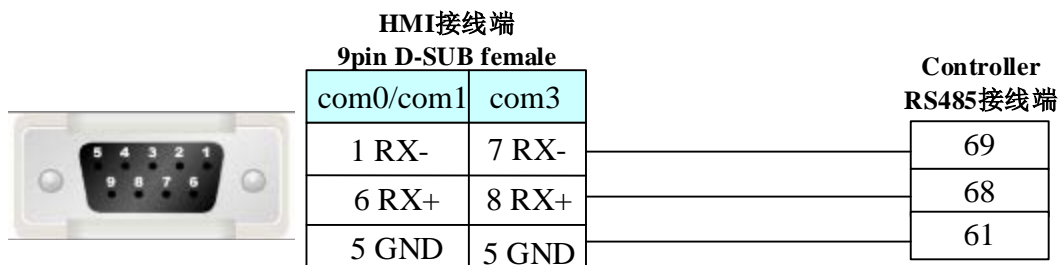 HMI接线端
9pin D-SUB female
com0/com1 com3
1 RX- 7 RX-
6 RX+ 8 RX+
5 GND 5 GND
Controller
RS485接线端
69
68
61
5 4 3 2 1
9 8 7 6